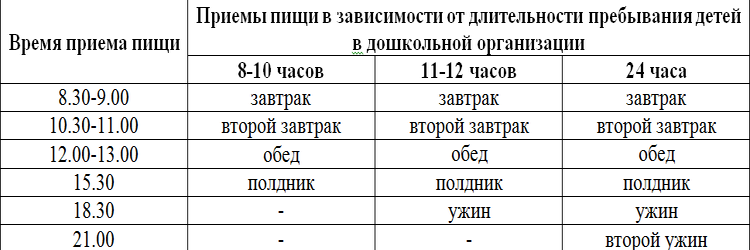 Время приема пищи
Приемы пищи в зависимости от длительности пребывания детей
в дошкольной организации
8-10 часов 11-12 часов 24 часа
8.30-9.00 завтрак завтрак завтрак
10.30-11.00 второй завтрак второй завтрак второй завтрак
12.00-13.00 обед обед обед
15.30 полдник полдник полдник
18.30 - ужин ужин
21.00 - - второй ужин